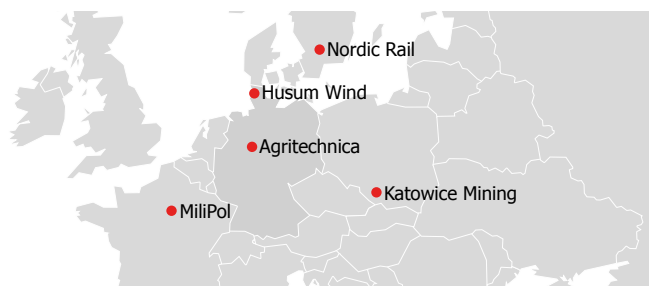 Nordic Rail
Husum Wind
Agritechnica
Katowice Mining
MiliPol